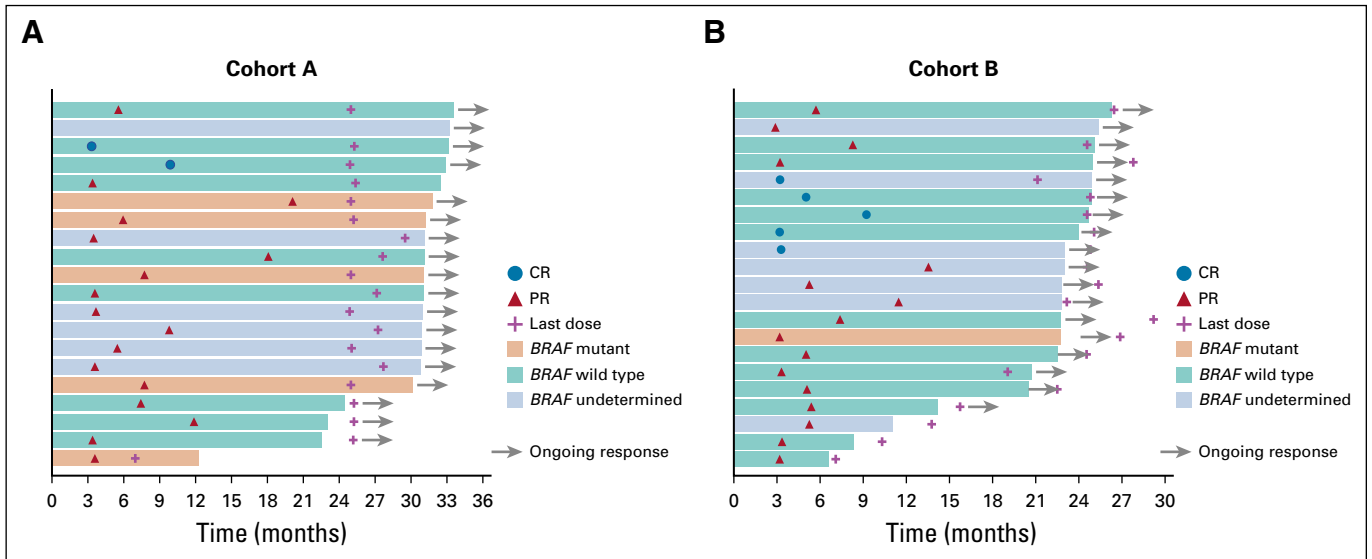 A
Cohort A
CR
PR
Last dose
BRAF mutant
BRAF wild type
BRAF undetermined
Ongoing response
0 3 6 9 12 15 18 21 24 27 30 33 36
Time (months)
B
Cohort B
CR
PR
Last dose
BRAF mutant
BRAF wild type
BRAF undetermined
Ongoing response
0 3 6 9 12 15 18 21 24 27 30
Time (months)